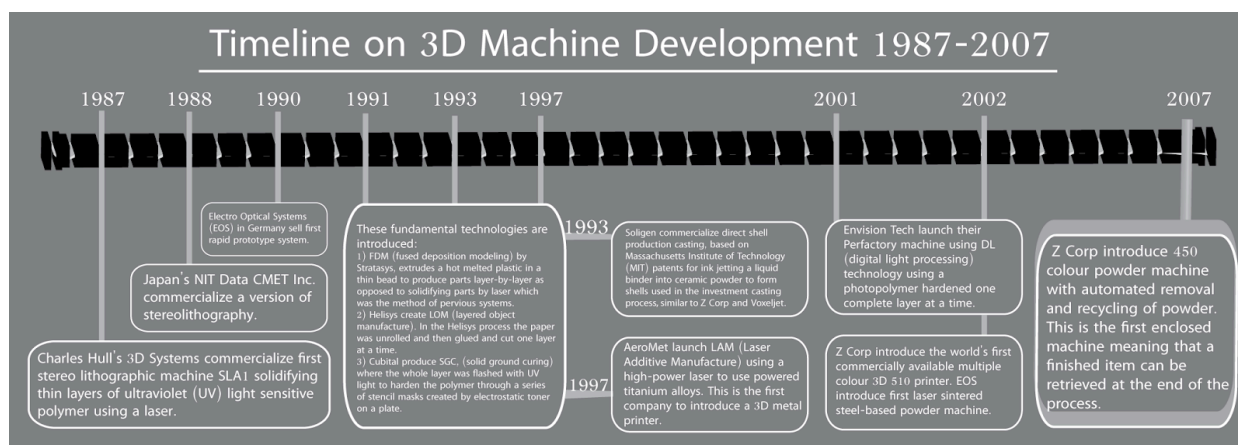 Timeline on 3D Machine Development 1987-2007
1987
1988
1990
1991
1993
1997
2001
2002
2007
Electro Optical Systems
(EOS) in Germany sell first
rapid prototype system.
Japan's NIT Data CMET Inc.
commercialize a version of
stereolithography.
Charles Hull's 3D Systems commercialize first
stereo lithographic machine SLA1 solidifying
thin layers of ultraviolet (UV) light sensitive
polymer using a laser.
These fundamental technologies are
introduced:
1) FDM (fused deposition modeling) by
Stratasys, extrudes a hot melted plastic in a
thin bead to produce parts layer-by-layer as
opposed to solidifying parts by laser which
was the method of pervious systems.
2) Helisys create LOM (layered object
manufacture). In the Helisys process the paper
was unrolled and then glued and cut one layer
at a time.
3) Cubital produce SGC, (solid ground curing)
where the whole layer was flashed with UV
light to harden the polymer through a series
of stencil masks created by electrostatic toner
on a plate.
1993
Soligen commercialize direct shell
production casting, based on
Massachusetts Institute of Technology
(MIT) patents for ink jetting a liquid
binder into ceramic powder to form
shells used in the investment casting
process, similar to Z Corp and Voxeljet.
1997
AeroMet launch LAM (Laser
Additive Manufacture) using a
high-power laser to use powered
titanium alloys. This is the first
company to introduce a 3D metal
printer.
Envision Tech launch their
Perfactory machine using DL
(digital light processing)
technology using a
photopolymer hardened one
complete layer at a time.
Z Corp introduce the world's first
commercially available multiple
colour 3D 510 printer. EOS
introduce first laser sintered
steel-based powder machine.
Z Corp introduce 450
colour powder machine
with automated removal
and recycling of powder.
This is the first enclosed
machine meaning that a
finished item can be
retrieved at the end of the
process.